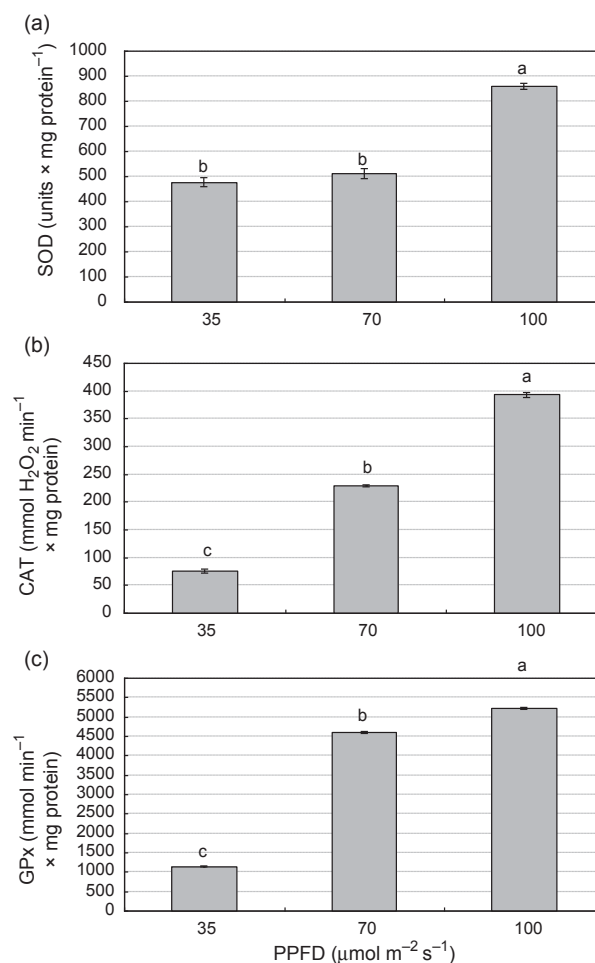 (a)
SOD (units × mg protein⁻¹)
1000
900
800
700
600
500
400
300
200
100
0
b
b
a
35
70
100
(b)
CAT (mmol H₂O₂ min⁻¹
× mg protein)
450
400
350
300
250
200
150
100
50
0
c
b
a
35
70
100
(c)
GPx (mmol min⁻¹
× mg protein)
6000
5500
5000
4500
4000
3500
3000
2500
2000
1500
1000
500
0
c
b
a
35
70
100
PPFD (μmol m⁻² s⁻¹)